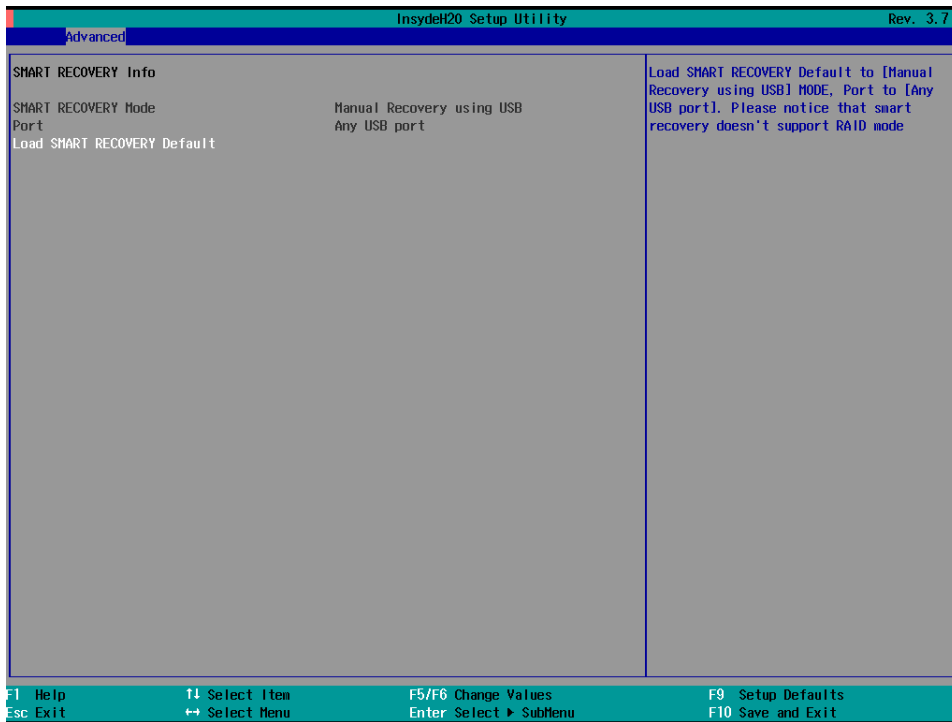 InsydeH20 Setup Utility Rev. 3.7
Advanced
SMART RECOVERY Info
SMART RECOVERY Mode Manual Recovery using USB
Port Any USB port
Load SMART RECOVERY Default
Load SMART RECOVERY Default to [Manual
Recovery using USB] MODE, Port to [Any
USB port]. Please notice that smart
recovery doesn't support RAID mode
F1 Help ↑↓ Select Item F5/F6 Change Values F9 Setup Defaults
Esc Exit ←→ Select Menu Enter Select ▶ SubMenu F10 Save and Exit